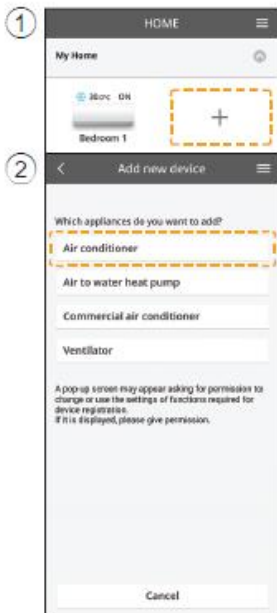 ①
HOME
My Home
ON
Bedroom 1
+
②
Add new device
Which appliances do you want to add?
Air conditioner
Air to water heat pump
Commercial air conditioner
Ventilator
A pop-up screen may appear asking for permission to
change or use the settings of functions required for
device registration.
If it is displayed, please give permission.
Cancel